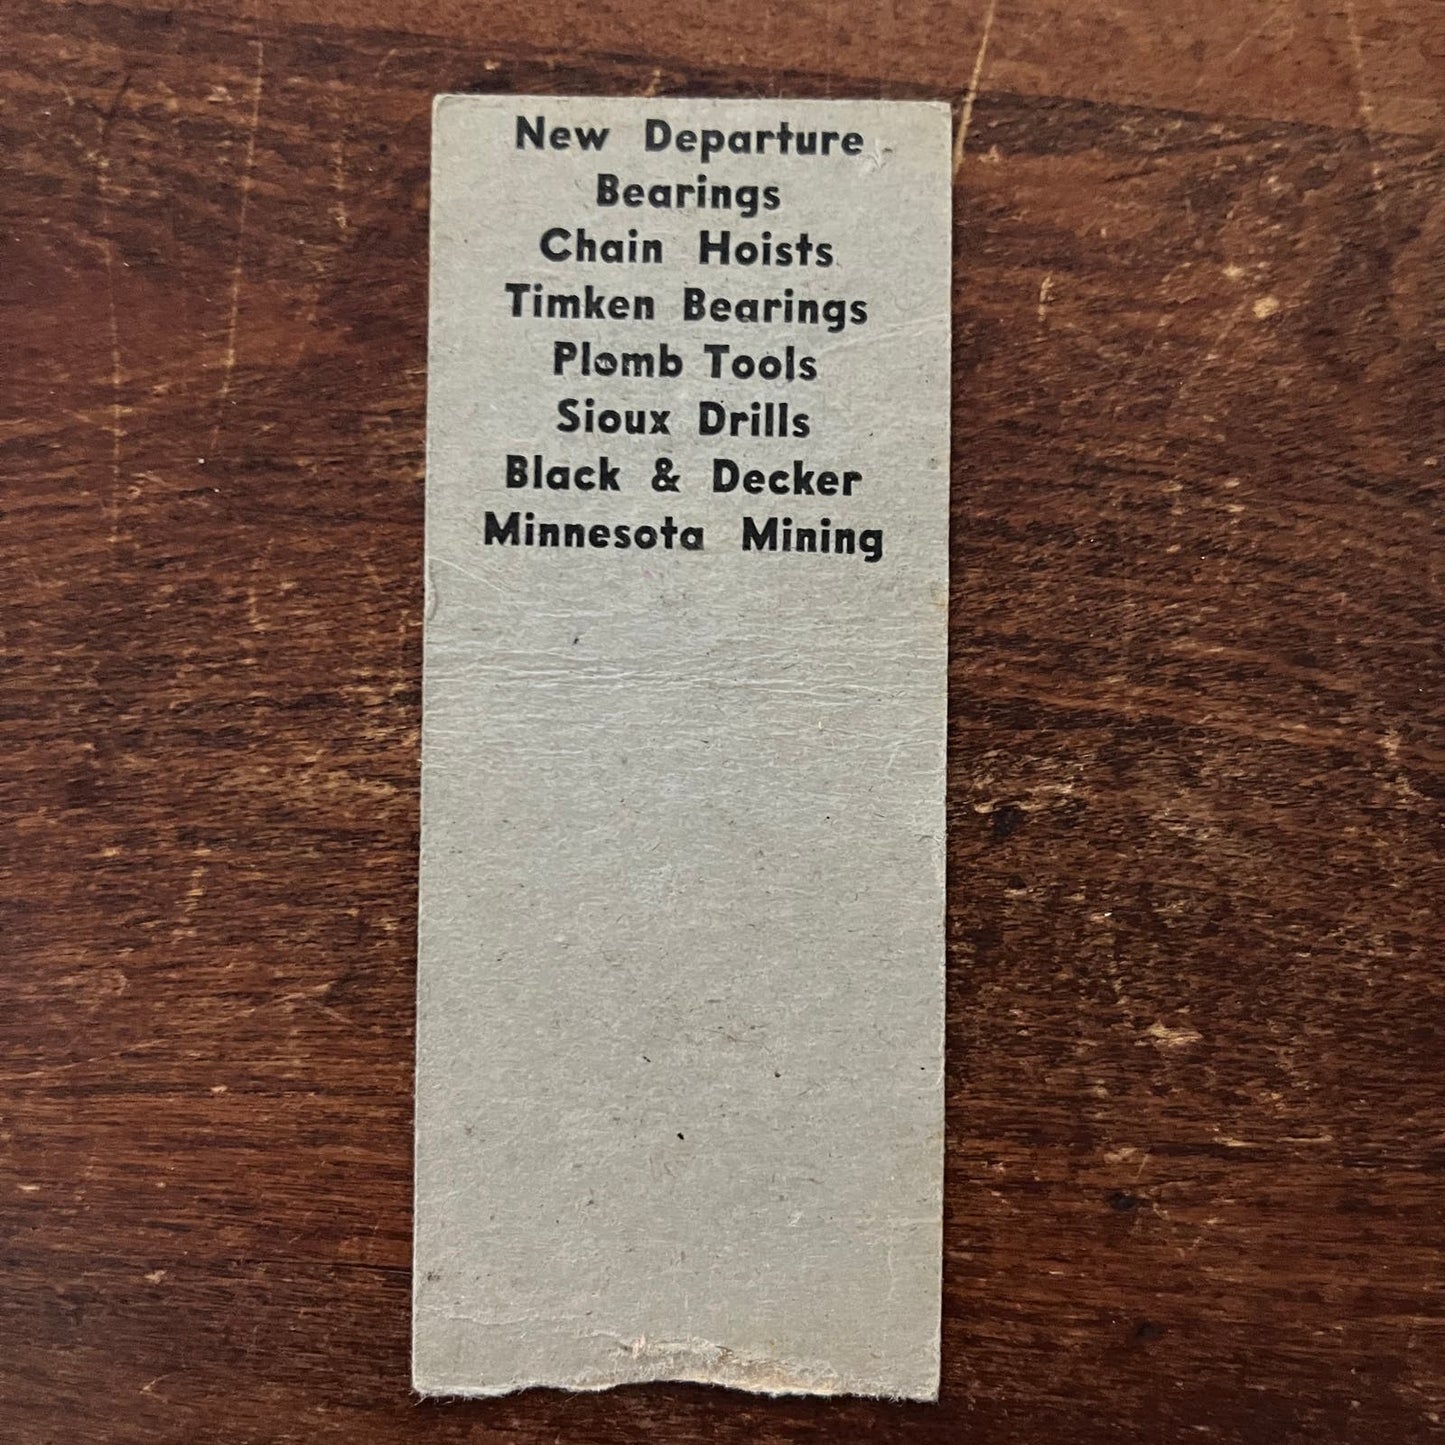 New Departure
Bearings
Chain Hoists
Timken Bearings
Plomb Tools
Sioux Drills
Black & Decker
Minnesota Mining